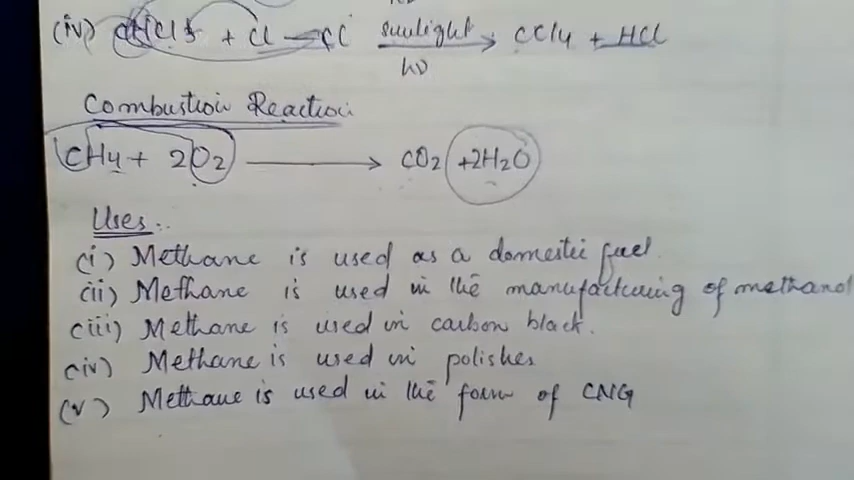 (iv) CHCl3 + Cl — Cl sunlight → CCl4 + HCl
hν
Combustion Reaction
CH4 + 2O2 → CO2 + 2H2O
Uses:
(i) Methane is used as a domestic fuel.
(ii) Methane is used in the manufacturing of methanol
(iii) Methane is used in carbon black.
(iv) Methane is used in polishes
(v) Methane is used in the form of CNG